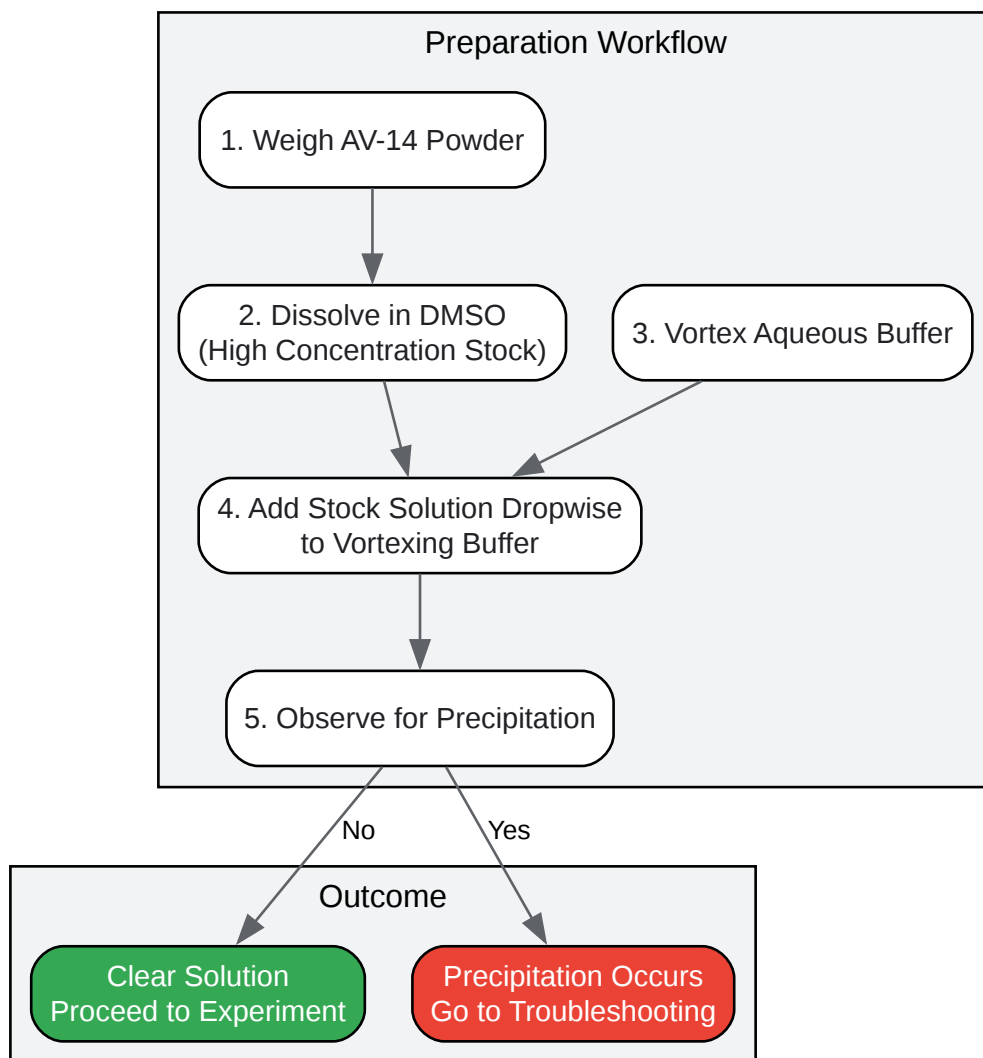 Preparation Workflow
1. Weigh AV-14 Powder
2. Dissolve in DMSO
(High Concentration Stock)
3. Vortex Aqueous Buffer
4. Add Stock Solution Dropwise
to Vortexing Buffer
5. Observe for Precipitation
No
Yes
Outcome
Clear Solution
Proceed to Experiment
Precipitation Occurs
Go to Troubleshooting